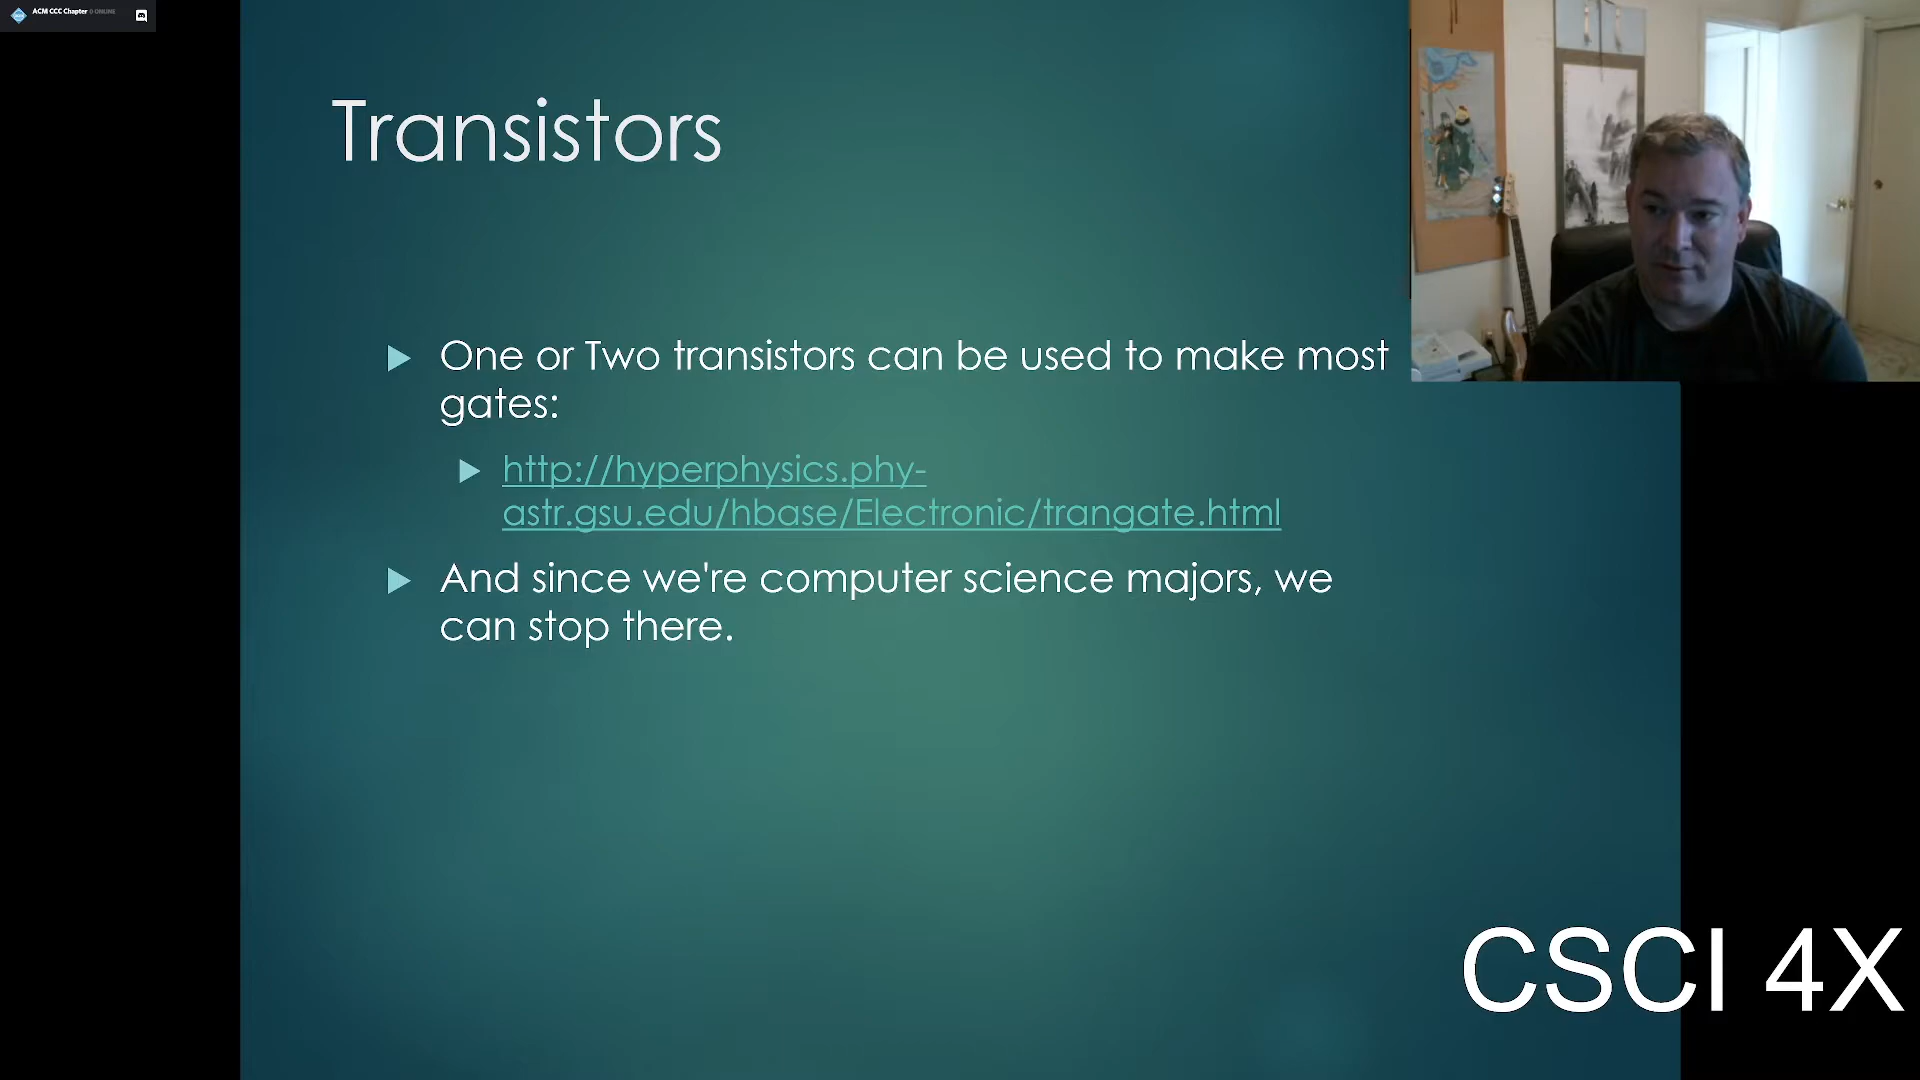 ACM CCC Chapter 0 ONLINE
Transistors
One or Two transistors can be used to make most
gates:
http://hyperphysics.phy-
astr.gsu.edu/hbase/Electronic/trangate.html
And since we're computer science majors, we
can stop there.
CSCI 4X